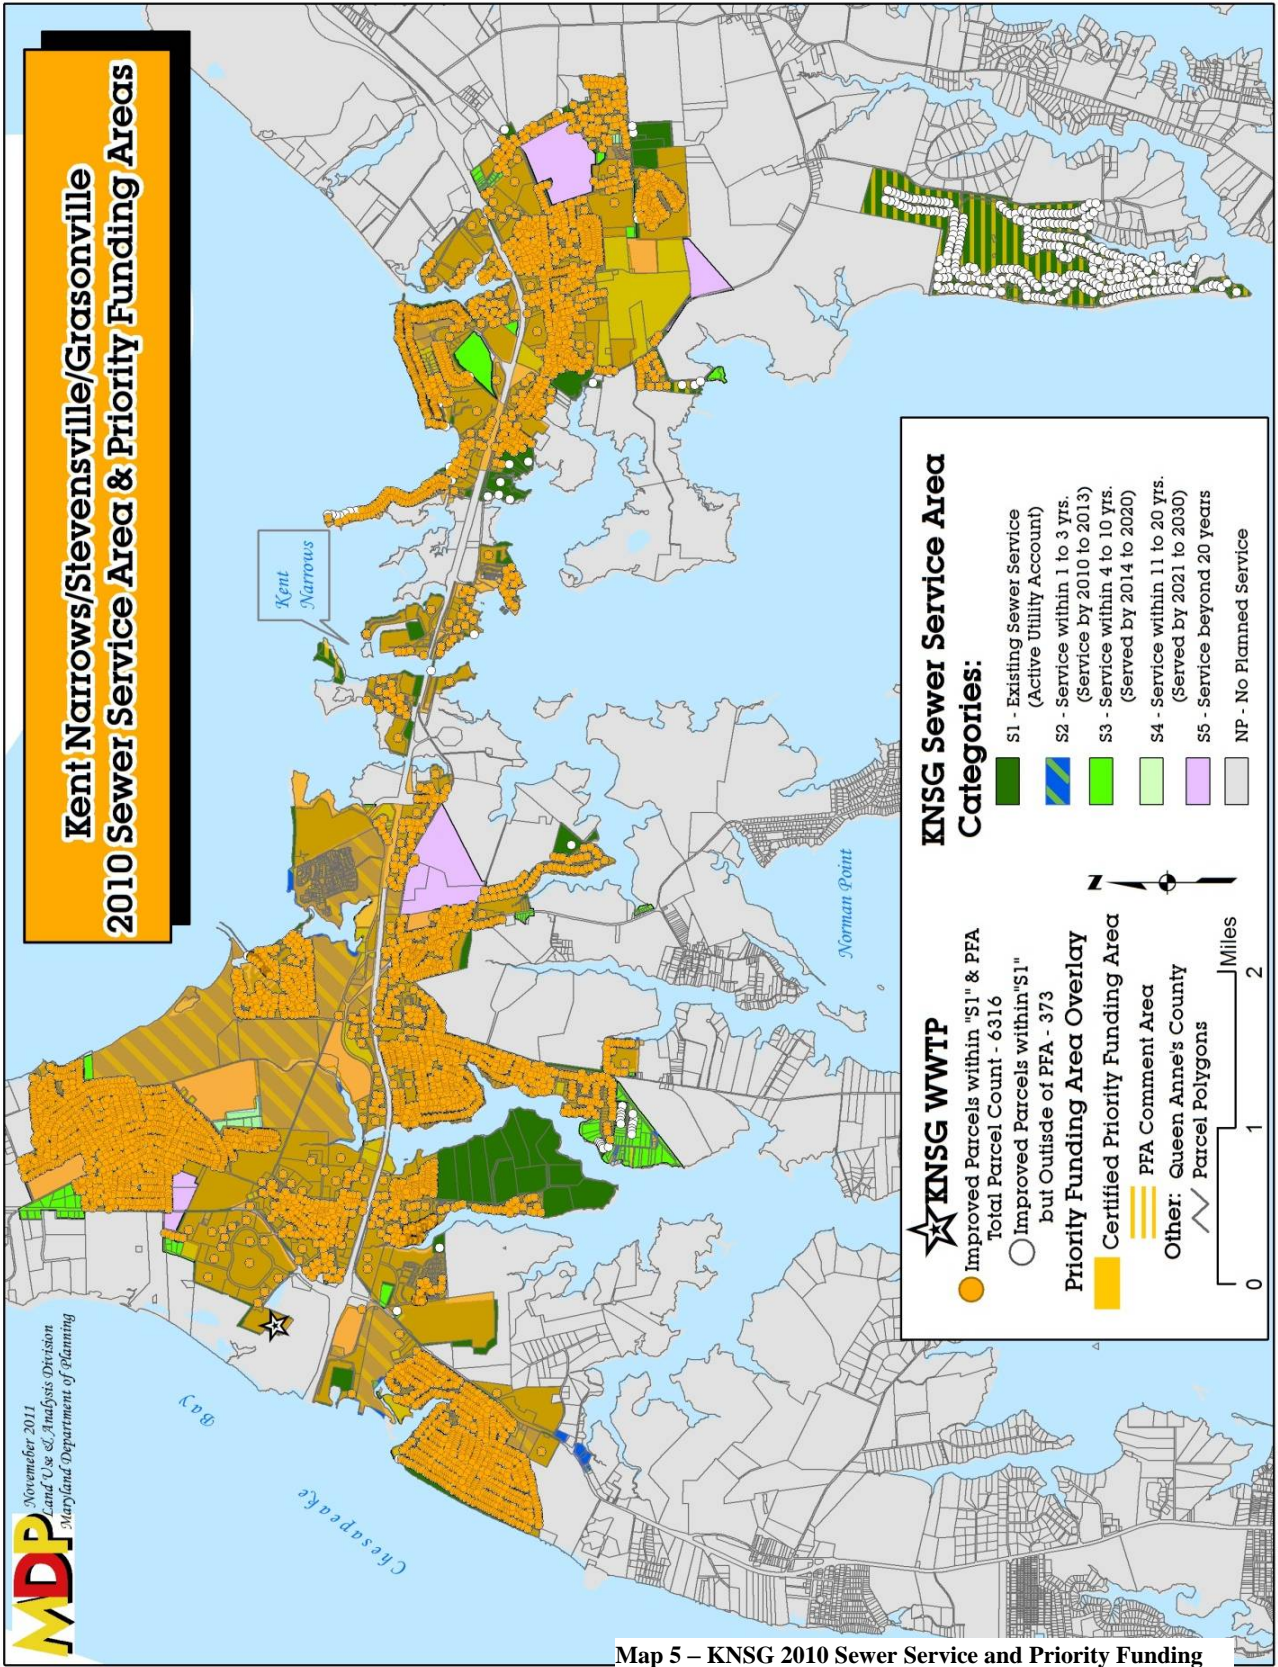 Kent Narrows/Stevensville/Grasonville
2010 Sewer Service Area & Priority Funding Areas
MDP
Novemeber 2011
Land Use & Analysis Division
Maryland Department of Planning
Chesapeake
Bay
Kent
Narrows
Norman Point
KNSG WWTP
Improved Parcels within "S1" & PFA
Total Parcel Count - 6316
Improved Parcels within"S1"
but Outisde of PFA - 373
Priority Funding Area Overlay
Certified Priority Funding Area
PFA Comment Area
Other: Queen Anne's County
Parcel Polygons
0 1 2
Miles
N
KNSG Sewer Service Area
Categories:
S1 - Existing Sewer Service
(Active Utility Account)
S2 - Service within 1 to 3 yrs.
(Service by 2010 to 2013)
S3 - Service within 4 to 10 yrs.
(Served by 2014 to 2020)
S4 - Service within 11 to 20 yrs.
(Served by 2021 to 2030)
S5 - Service beyond 20 years
NP - No Planned Service
Map 5 – KNSG 2010 Sewer Service and Priority Funding